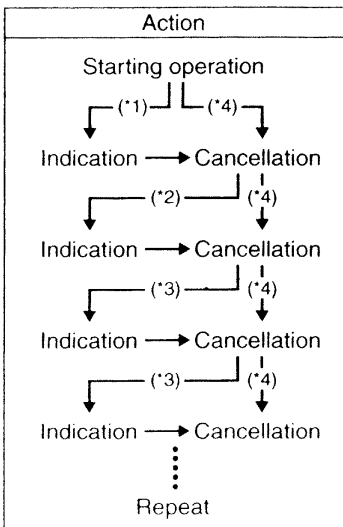 Action
Starting operation
(*1) (*4)
Indication Cancellation
(*2) (*4)
Indication Cancellation
(*3) (*4)
Indication Cancellation
(*3) (*4)
Indication Cancellation
Repeat